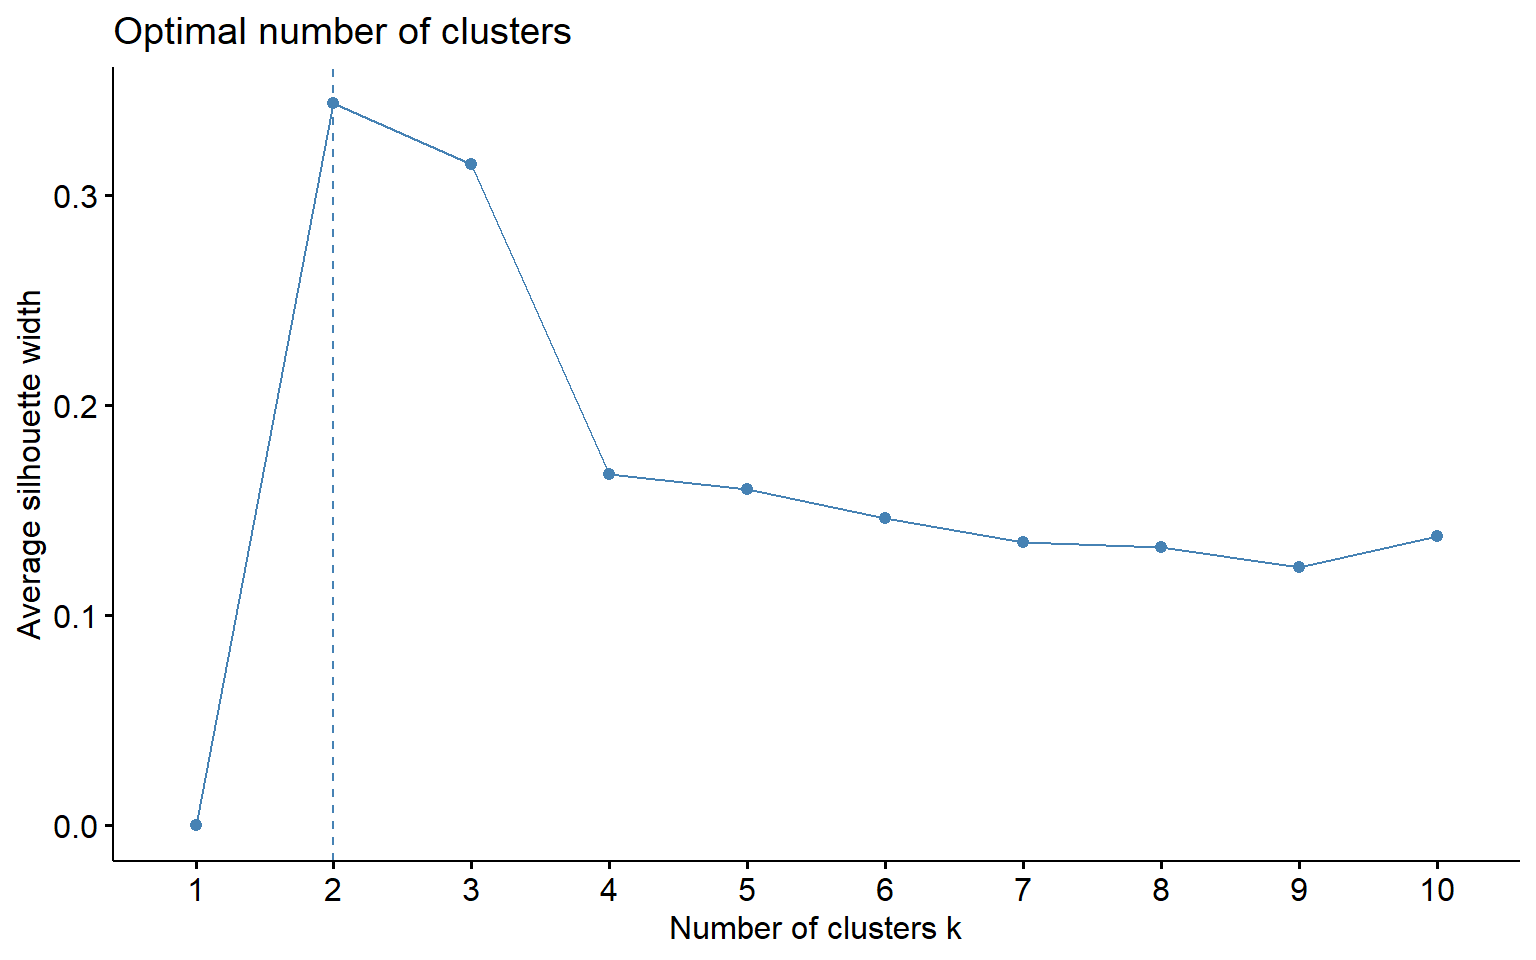 Optimal number of clusters
Average silhouette width
0.3
0.2
0.1
0.0
1 2 3 4 5 6 7 8 9 10
Number of clusters k